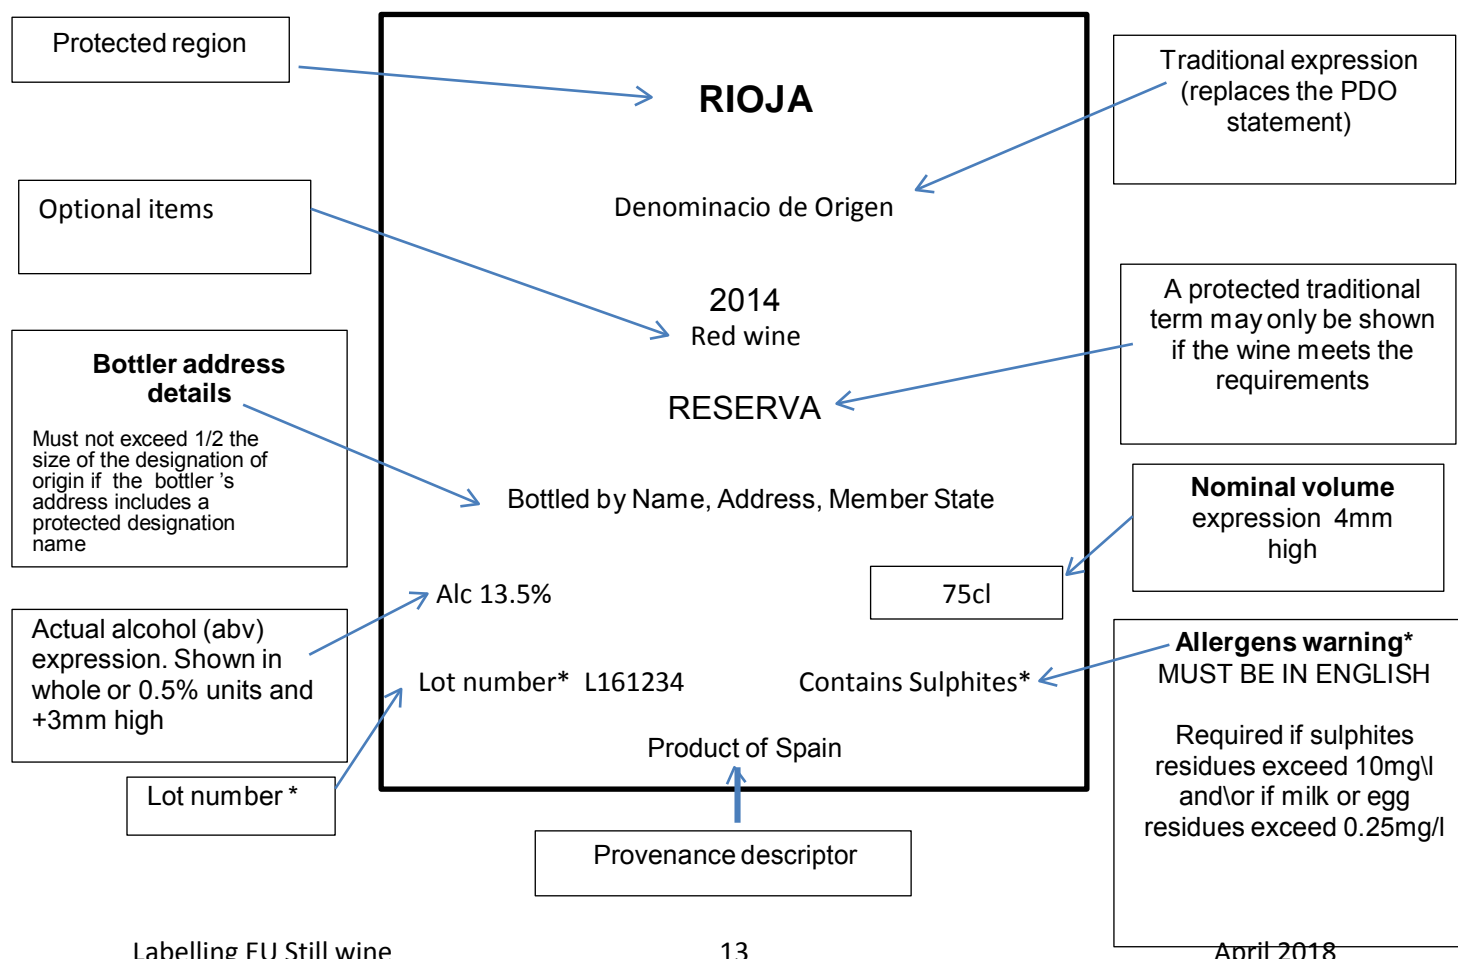 Protected region
RIOJA
Traditional expression
(replaces the PDO
statement)
Optional items
Denominacio de Origen
2014
Red wine
A protected traditional
term may only be shown
if the wine meets the
requirements
Bottler address
details
Must not exceed 1/2 the
size of the designation of
origin if the bottler 's
address includes a
protected designation
name
RESERVA
Bottled by Name, Address, Member State
Nominal volume
expression 4mm
high
Alc 13.5%
75cl
Actual alcohol (abv)
expression. Shown in
whole or 0.5% units and
+3mm high
Lot number* L161234
Contains Sulphites*
Allergens warning*
MUST BE IN ENGLISH
Required if sulphites
residues exceed 10mg\l
and\or if milk or egg
residues exceed 0.25mg/l
Product of Spain
Lot number *
Provenance descriptor
Labelling EU Still wine 13 April 2018